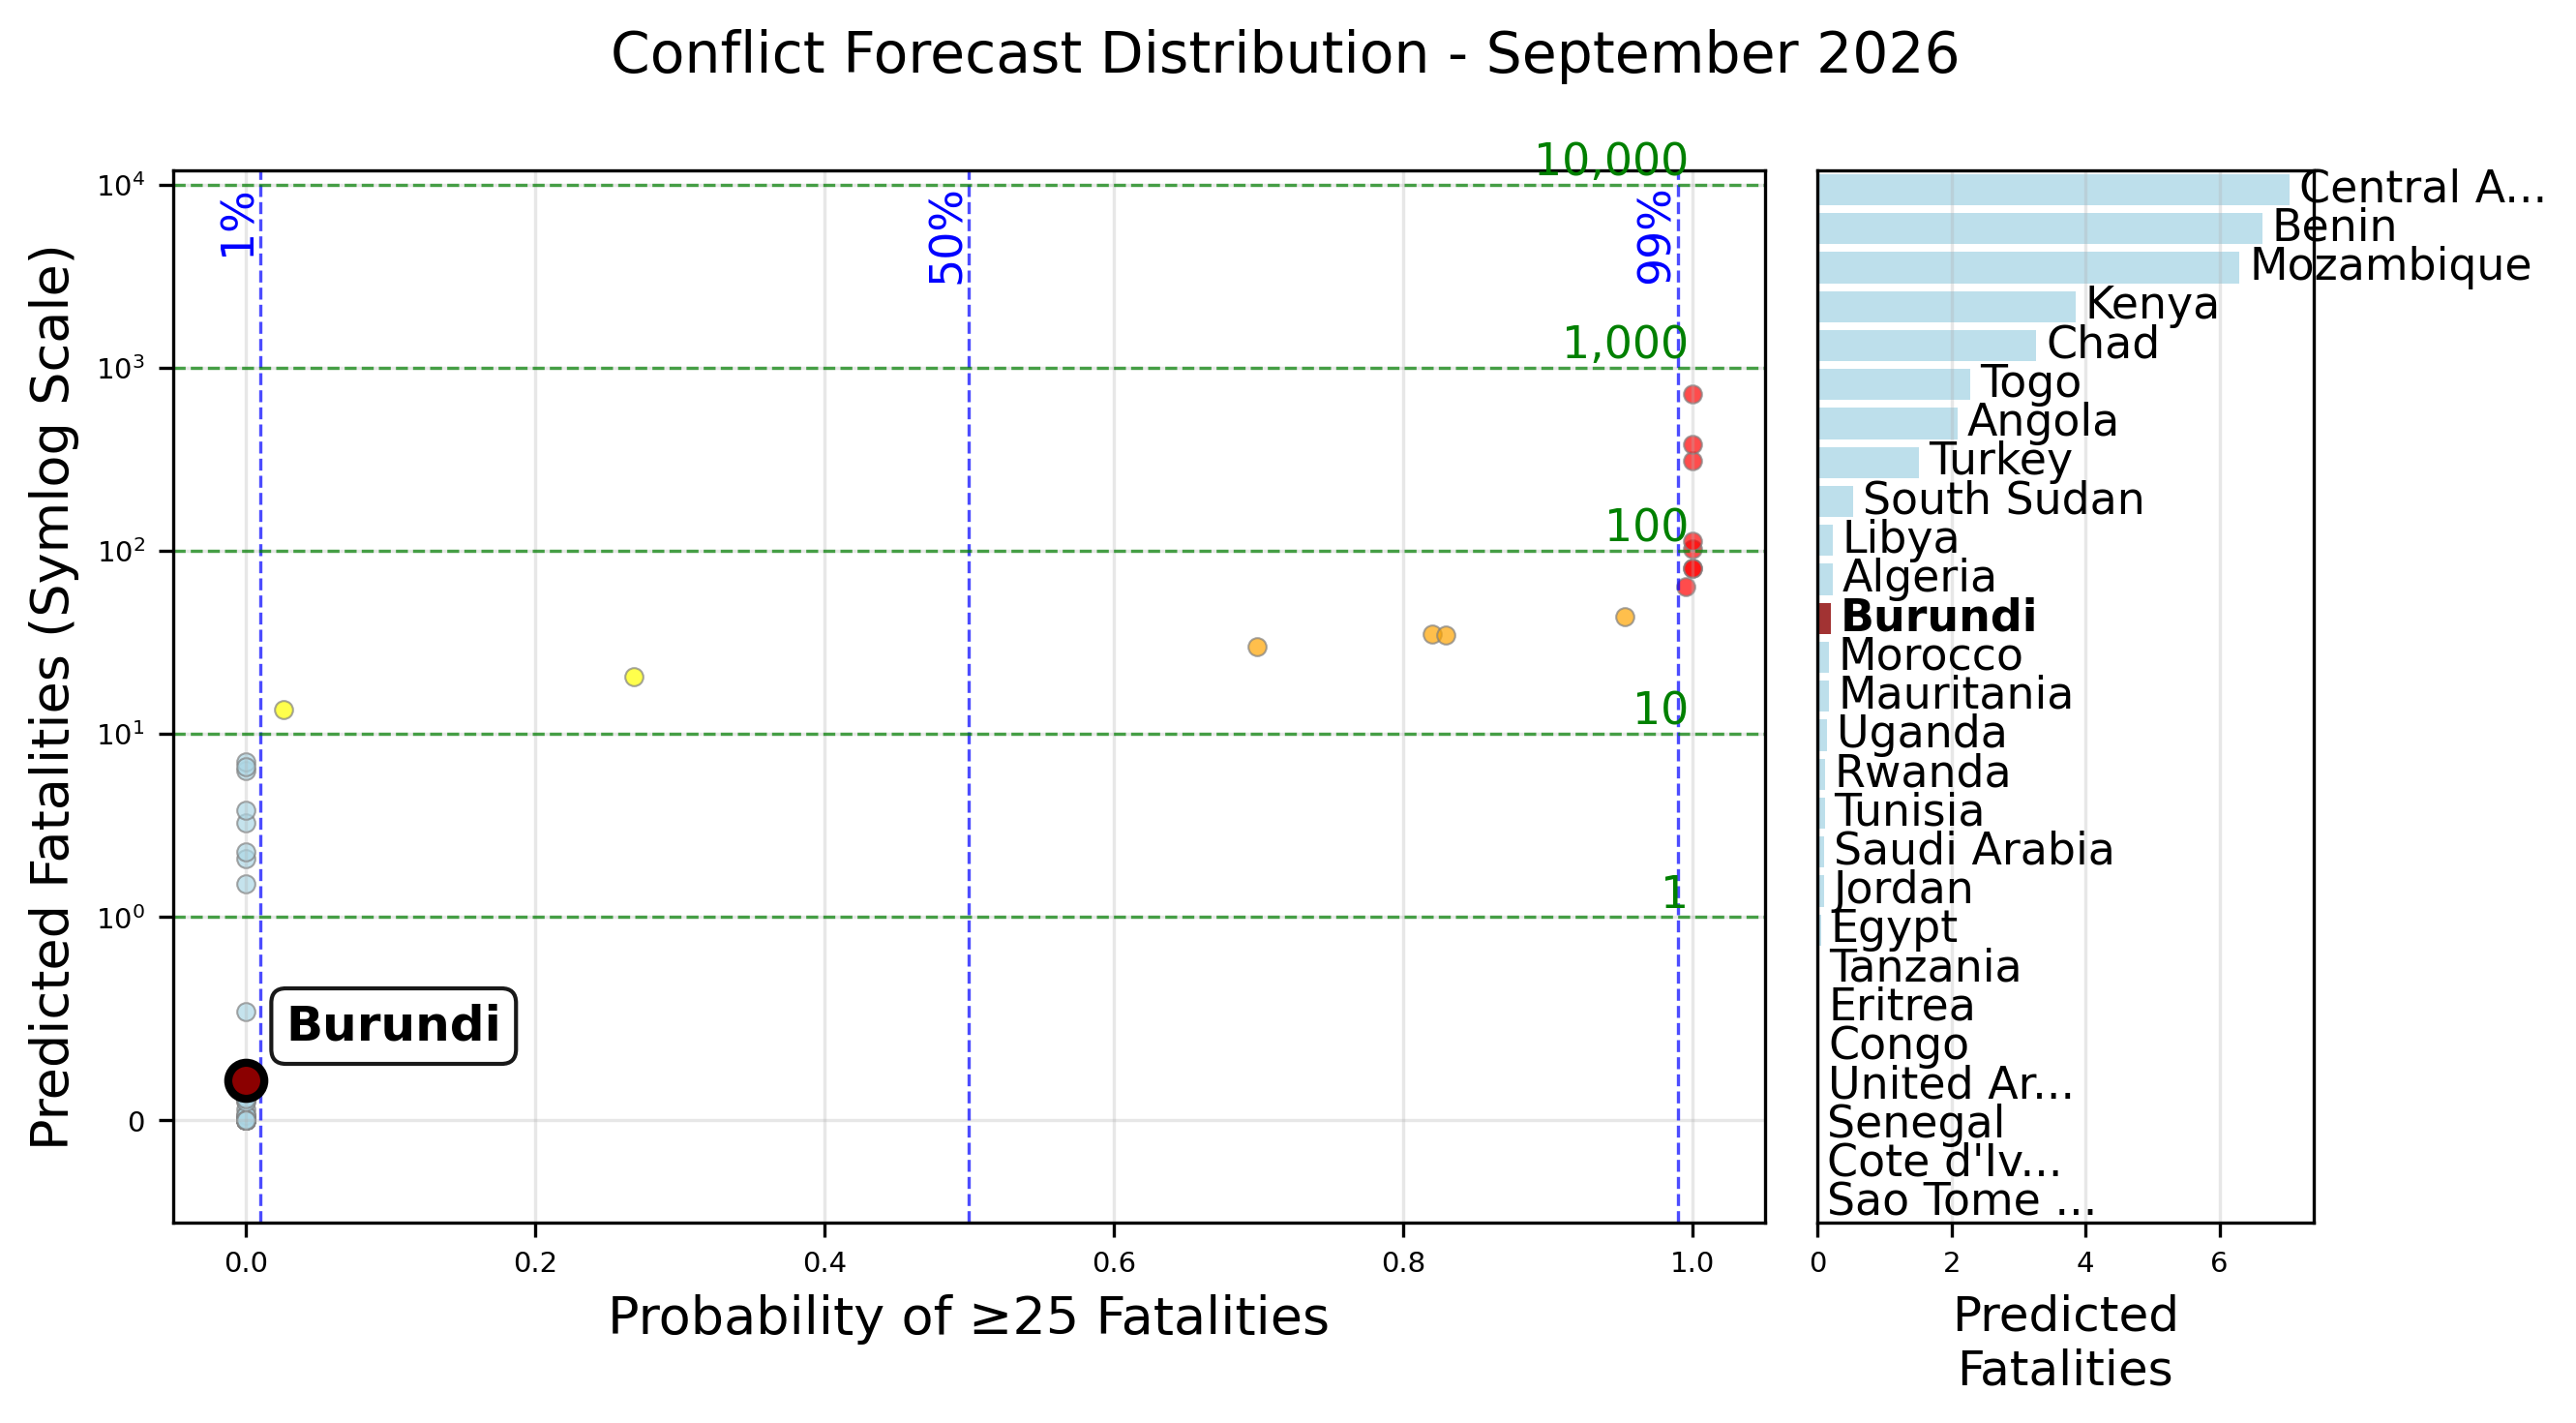 Conflict Forecast Distribution - September 2026
Predicted Fatalities (Symlog Scale)
10⁴
10³
10²
10¹
10⁰
0
1%
50%
99%
10,000
1,000
100
10
1
Burundi
0.0
0.2
0.4
0.6
0.8
1.0
Probability of ≥25 Fatalities
Central A...
Benin
Mozambique
Kenya
Chad
Togo
Angola
Turkey
South Sudan
Libya
Algeria
Burundi
Morocco
Mauritania
Uganda
Rwanda
Tunisia
Saudi Arabia
Jordan
Egypt
Tanzania
Eritrea
Congo
United Ar...
Senegal
Cote d'Iv...
Sao Tome ...
0
2
4
6
Predicted
Fatalities